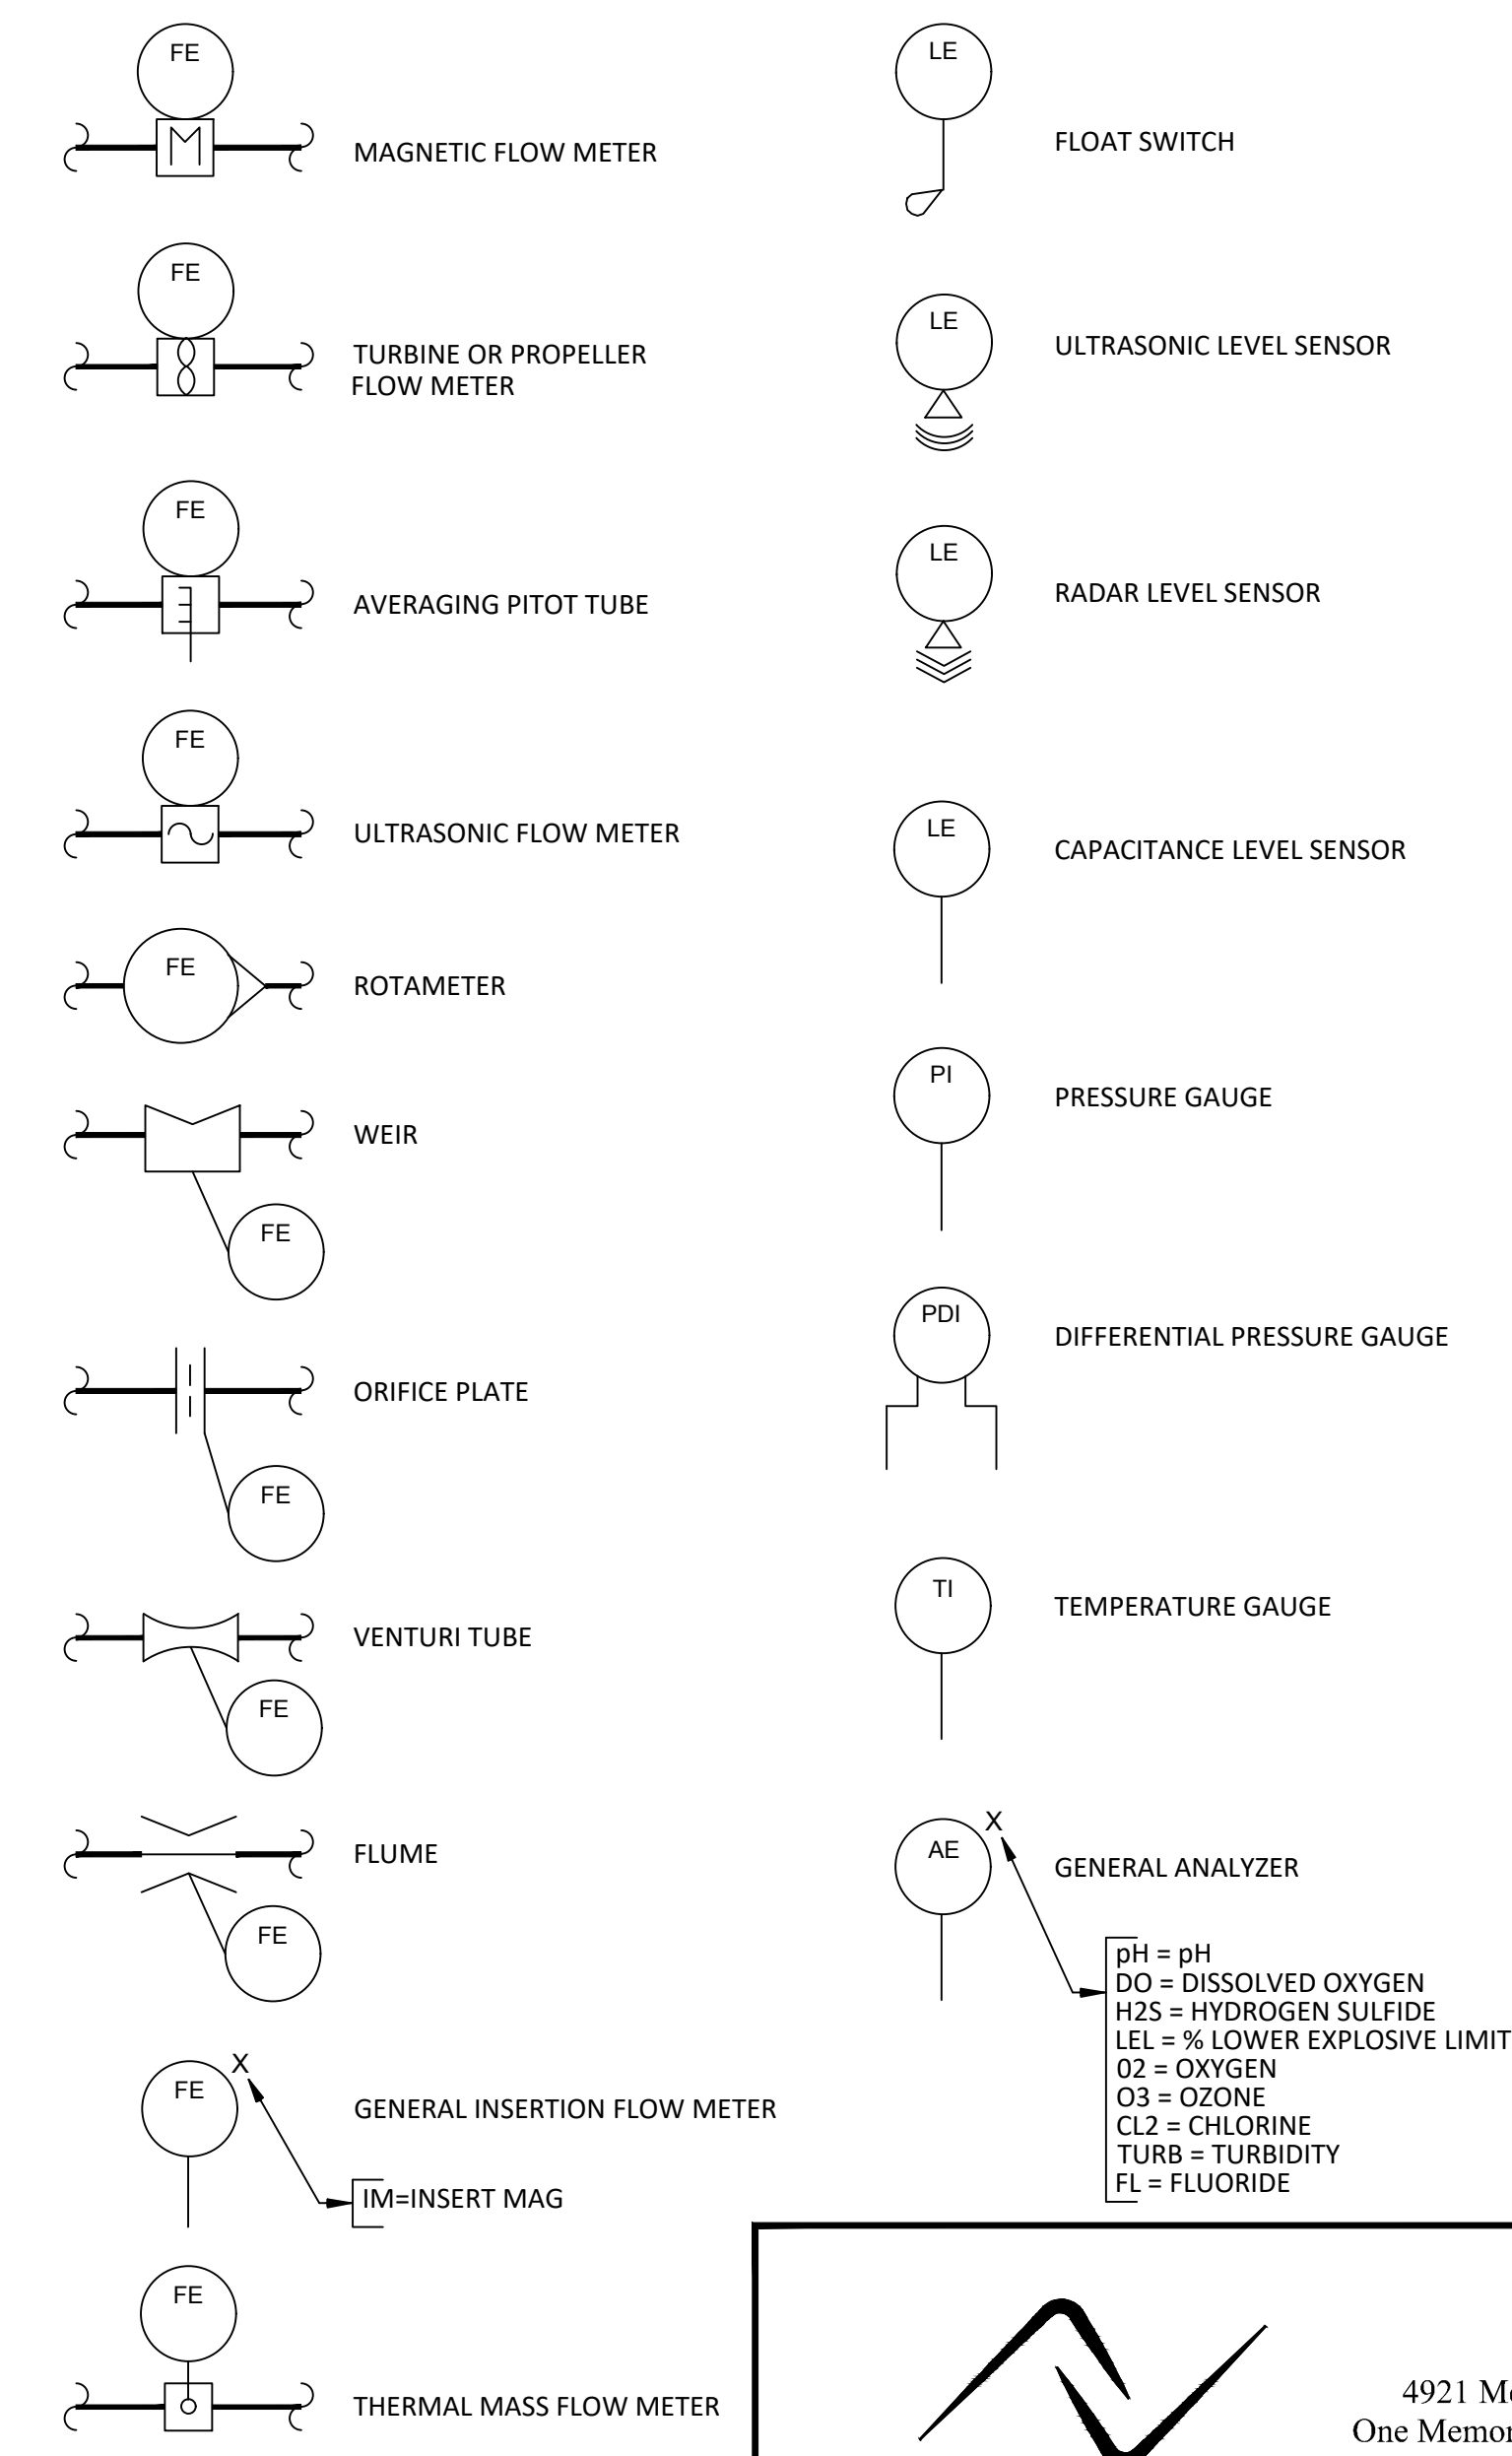 FE
M
MAGNETIC FLOW METER
FE
TURBINE OR PROPELLER
FLOW METER
FE
AVERAGING PITOT TUBE
FE
ULTRASONIC FLOW METER
FE
ROTAMETER
WEIR
FE
ORIFICE PLATE
FE
VENTURI TUBE
FE
FLUME
FE
X
FE
GENERAL INSERTION FLOW METER
IM=INSERT MAG
FE
THERMAL MASS FLOW METER
LE
FLOAT SWITCH
LE
ULTRASONIC LEVEL SENSOR
LE
RADAR LEVEL SENSOR
LE
CAPACITANCE LEVEL SENSOR
PI
PRESSURE GAUGE
PDI
DIFFERENTIAL PRESSURE GAUGE
TI
TEMPERATURE GAUGE
X
AE
GENERAL ANALYZER
pH = pH
DO = DISSOLVED OXYGEN
H2S = HYDROGEN SULFIDE
LEL = % LOWER EXPLOSIVE LIMIT
02 = OXYGEN
O3 = OZONE
CL2 = CHLORINE
TURB = TURBIDITY
FL = FLUORIDE
4921
One